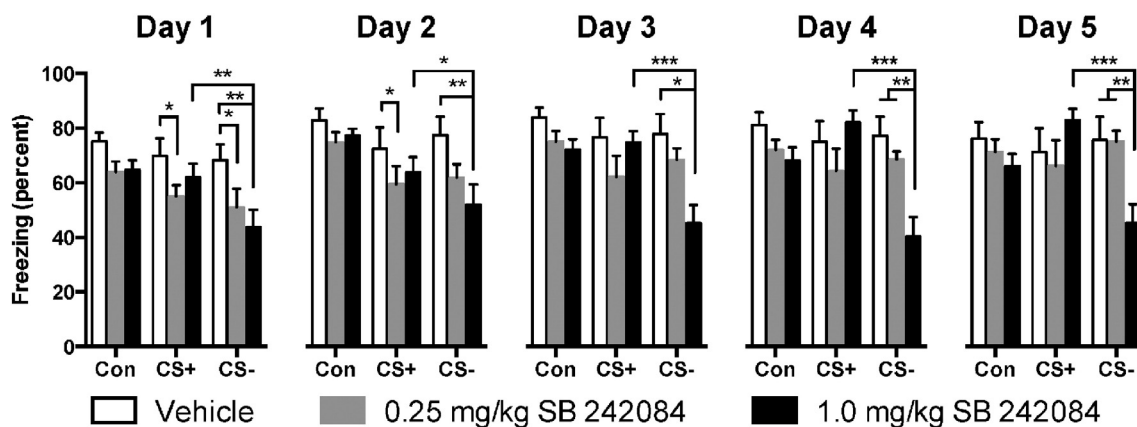 Day 1 Day 2 Day 3 Day 4 Day 5
* ** ** *
* * **
*** *
*** **
*** **
Freezing (percent)
100
80
60
40
20
0
Con CS+ CS- Con CS+ CS- Con CS+ CS- Con CS+ CS- Con CS+ CS-
Vehicle 0.25 mg/kg SB 242084 1.0 mg/kg SB 242084